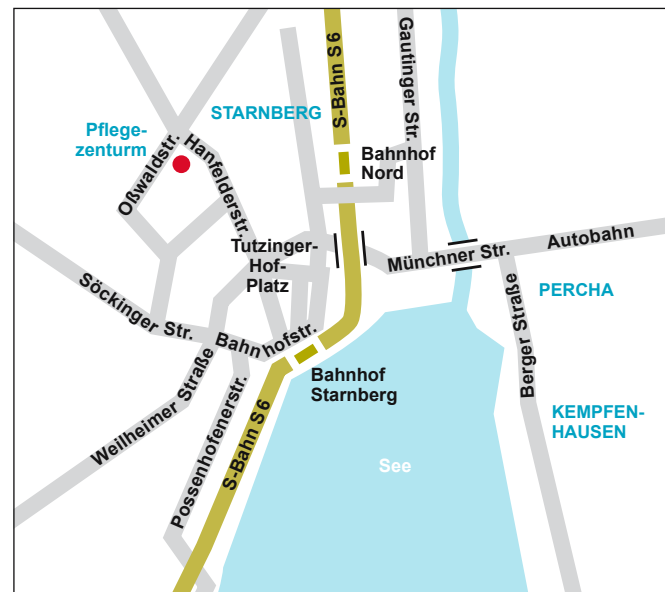 S-Bahn S6
Gautinger Str.
STARNBERG
Pflege-
zenturm
Oßwaldstr.
Hanfelderstr.
Bahnhof
Nord
Tutzinger-
Hof-
Platz
Münchner Str.
Autobahn
Söckinger Str.
Bahnhofstr.
PERCHA
Berger Straße
Weilheimer Straße
Possenhofenerstr.
S-Bahn S6
Bahnhof
Starnberg
KEMPFEN-
HAUSEN
See